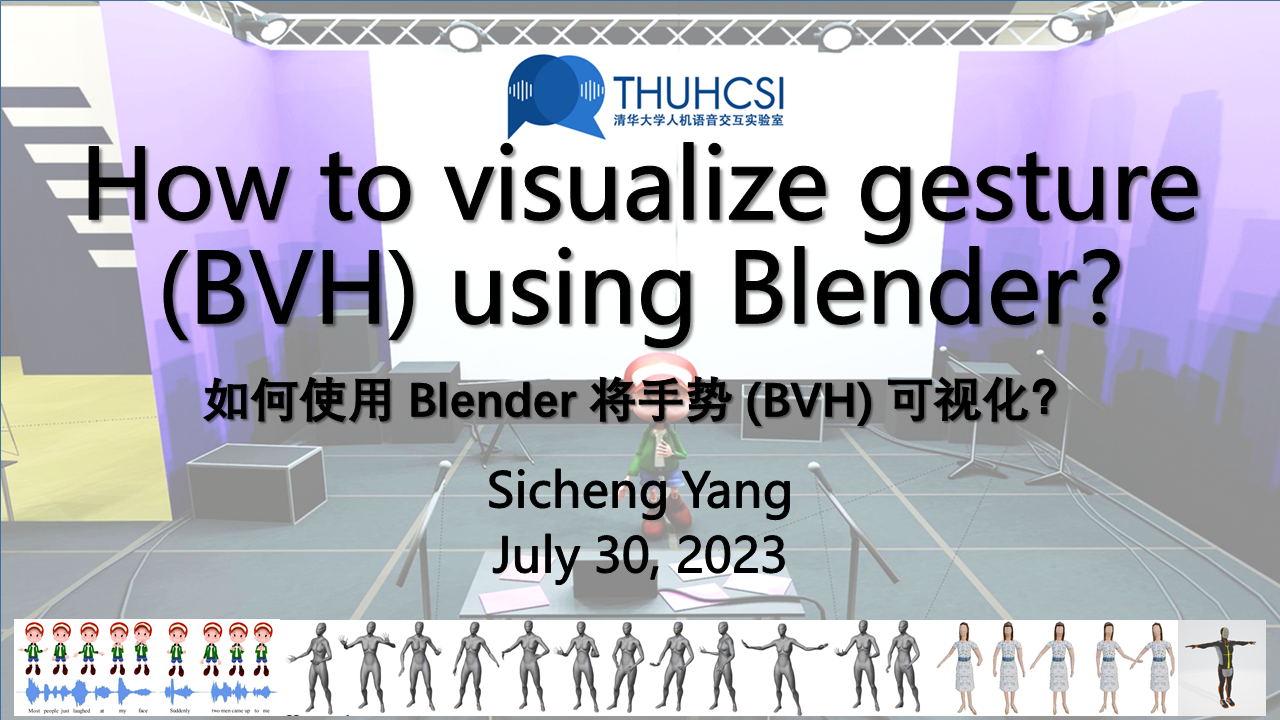 THUHCSI
清华大学人机语音交互实验室
How to visualize gesture
(BVH) using Blender?
如何使用 Blender 将手势 (BVH) 可视化?
Sicheng Yang
July 30, 2023
Most people just laughed at my face Suddenly two men came up to me